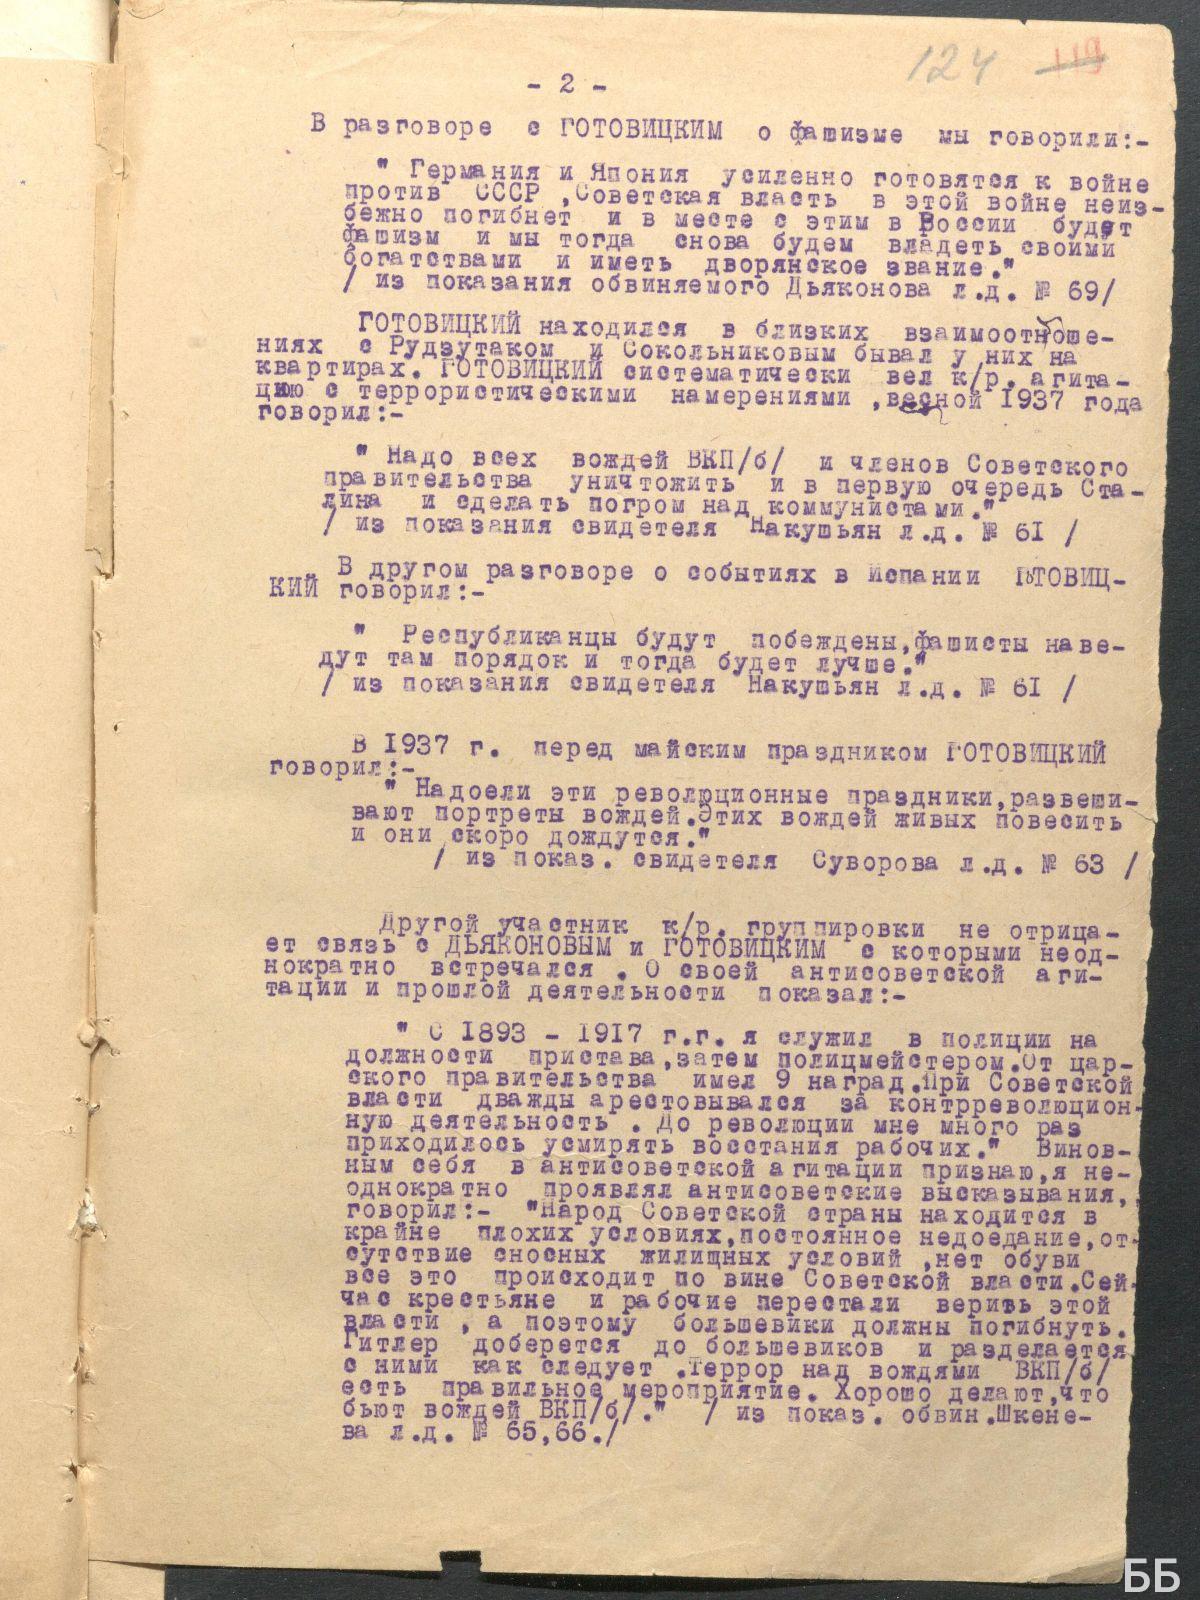 124 119
- 2 -
В разговоре с ГОТОВИЦКИМ о фашизме мы говорили:-
" Германия и Япония усиленно готовятся к войне
против СССР ,Советская власть в этой войне неиз-
бежно погибнет и в месте с этим в России будет
фашизм и мы тогда снова будем владеть своими
богатствами и иметь дворянское звание."
/ из показания обвиняемого Дьяконова л.д. № 69/
ГОТОВИЦКИЙ находился в близких взаимоотноше-
ниях с Рудзутаком и Сокольниковым бывал у них на
квартирах. ГОТОВИЦКИЙ систематически вел к/р. агита-
цию с террористическими намерениями ,весной 1937 года
говорил:-
" Надо всех вождей ВКП/б/ и членов Советского
правительства уничтожить и в первую очередь Ста-
лина и сделать погром над коммунистами."
/ из показания свидетеля Накушьян л.д. № 61 /
В другом разговоре о событиях в Испании ГОТОВИЦ-
КИЙ говорил:-
" Республиканцы будут побеждены,фашисты наве-
дут там порядок и тогда будет лучше."
/ из показания свидетеля Накушьян л.д. № 61 /
В 1937 г. перед майским праздником ГОТОВИЦКИЙ
говорил:-
" Надоели эти революционные праздники,развеши-
вают портреты вождей.Этих вождей живых повесить
и они скоро дождутся."
/ из показ. свидетеля Суворова л.д. № 63 /
Другой участник к/р. группировки не отрица-
ет связь с ДЬЯКОНОВЫМ и ГОТОВИЦКИМ с которыми неод-
нократно встречался . О своей антисоветской аги-
тации и прошлой деятельности показал:-
" С 1893 - 1917 г.г. я служил в полиции на
должности пристава,затем полицмейстером.От цар-
ского правительства имел 9 наград.При Советской
власти дважды арестовывался за контрреволюцион-
ную деятельность . До революции мне много раз
приходилось усмирять восстания рабочих." Винов-
ным себя в антисоветской агитации признаю,я не-
однократно проявлял антисоветские высказывания,
говорил:- "Народ Советской страны находится в
крайне плохих условиях,постоянное недоедание,от-
сутствие сносных жилищных условий ,нет обуви
все это происходит по вине Советской власти.Сей-
час крестьяне и рабочие перестали верить этой
власти , а поэтому большевики должны погибнуть.
Гитлер доберется до большевиков и разделается
с ними как следует .Террор над вождями ВКП/б/
есть правильное мероприятие. Хорошо делают,что
бьют вождей ВКП/б/." / из показ. обвин.Шкене-
ва л.д. № 65,66./
ББ